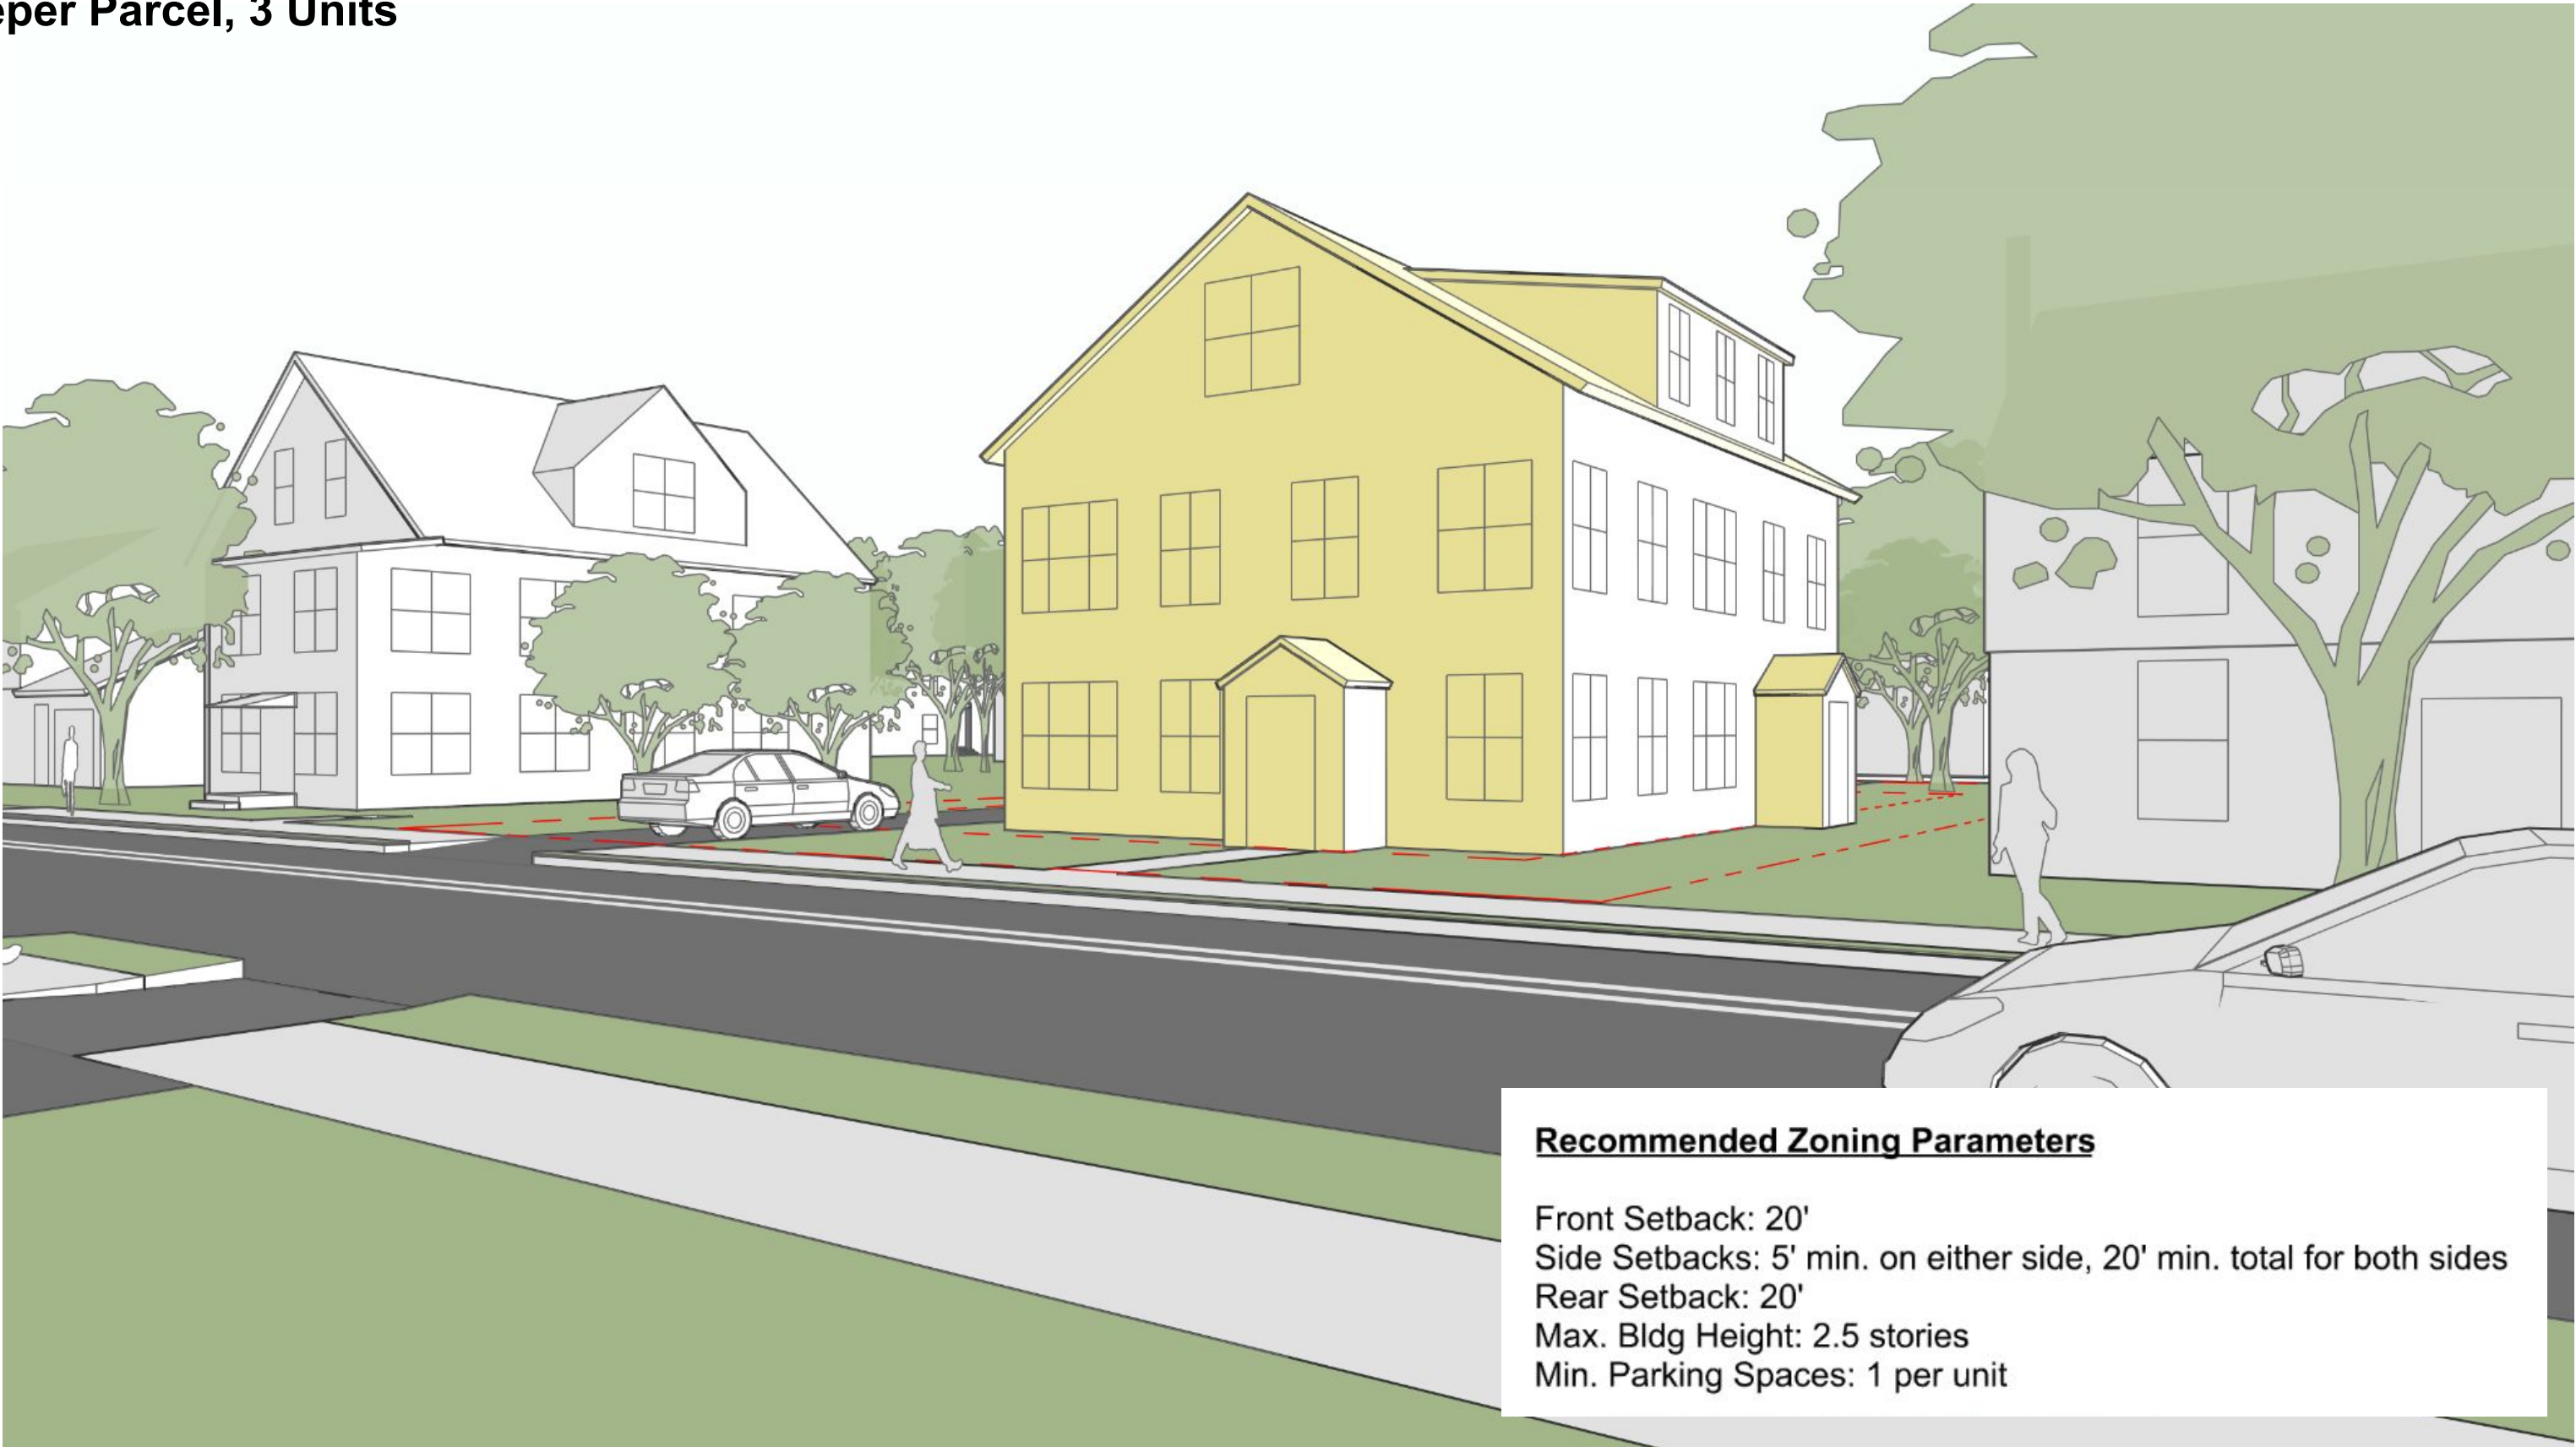 eper Parcel, 3 Units
Recommended Zoning Parameters
Front Setback: 20'
Side Setbacks: 5' min. on either side, 20' min. total for both sides
Rear Setback: 20'
Max. Bldg Height: 2.5 stories
Min. Parking Spaces: 1 per unit